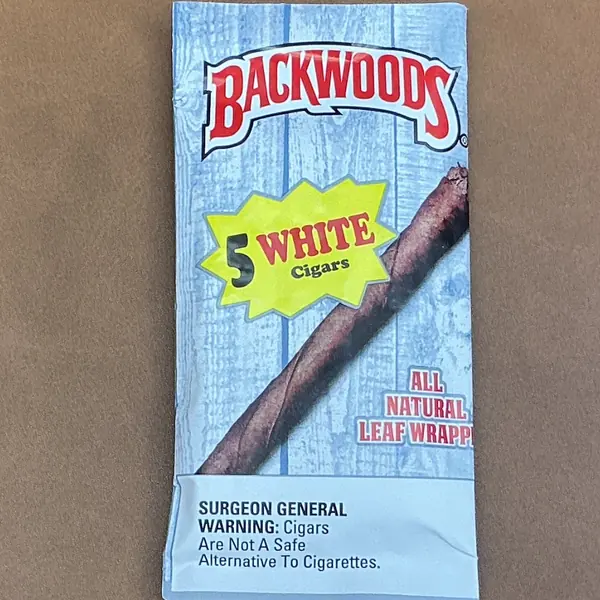 BACKWOODS®
5 WHITE
Cigars
ALL
NATURAL
LEAF WRAPP
SURGEON GENERAL
WARNING: Cigars
Are Not A Safe
Alternative To Cigarettes.